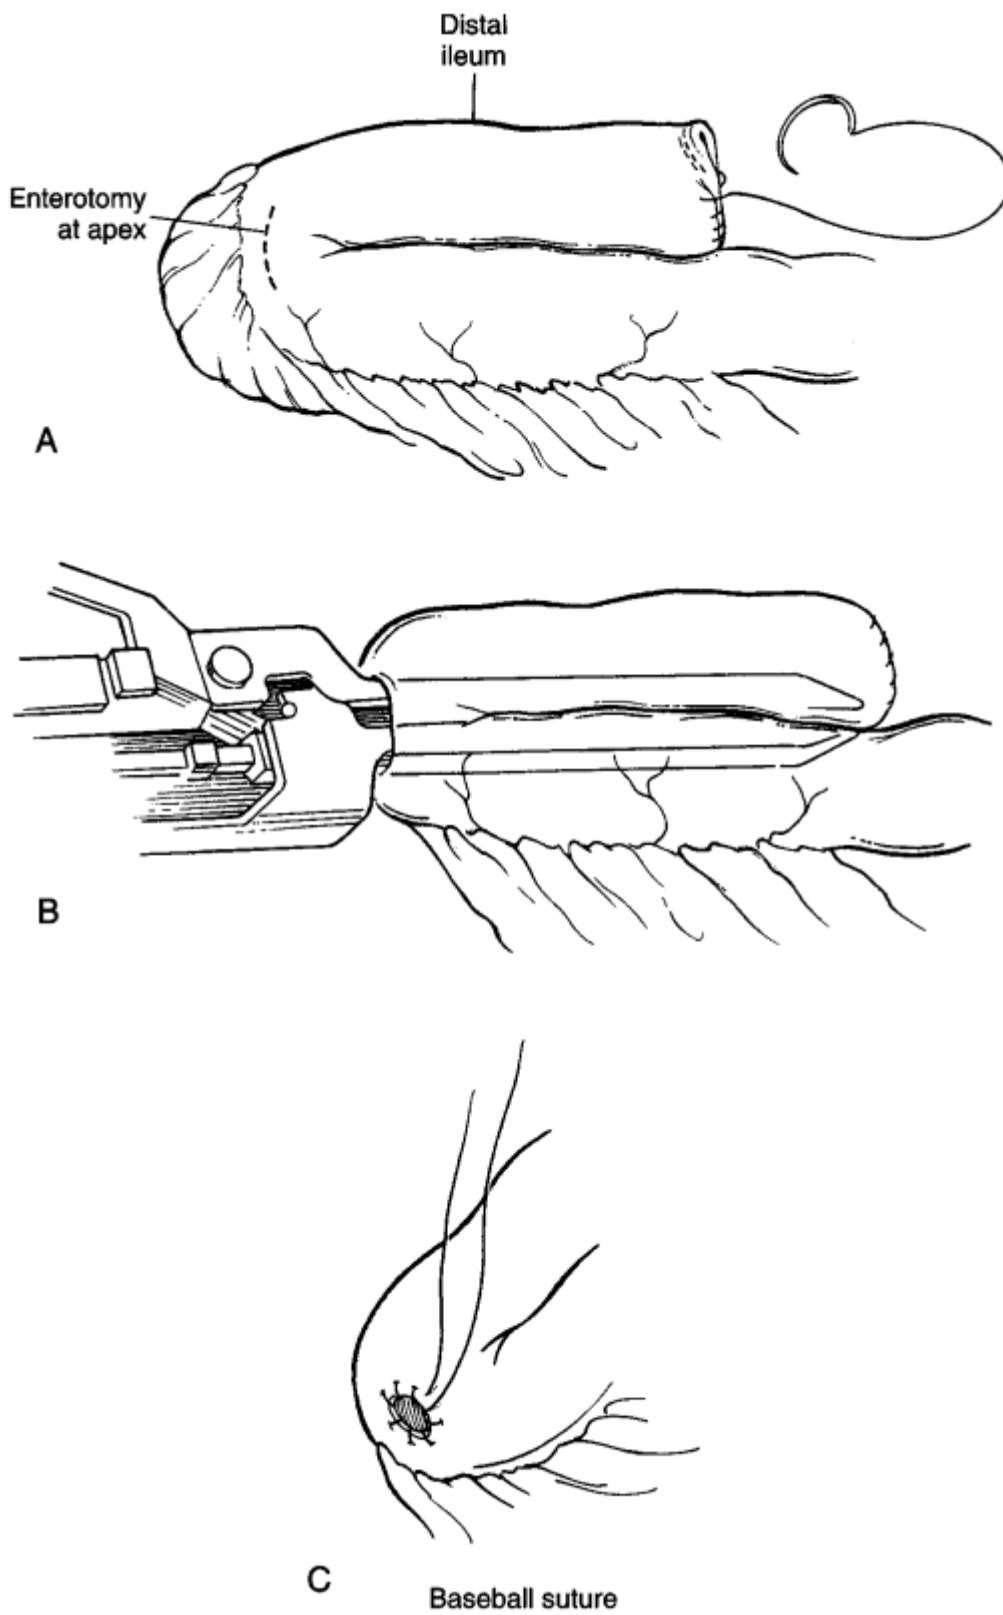 Distal
ileum
Enterotomy
at apex
A
B
C
Baseball suture